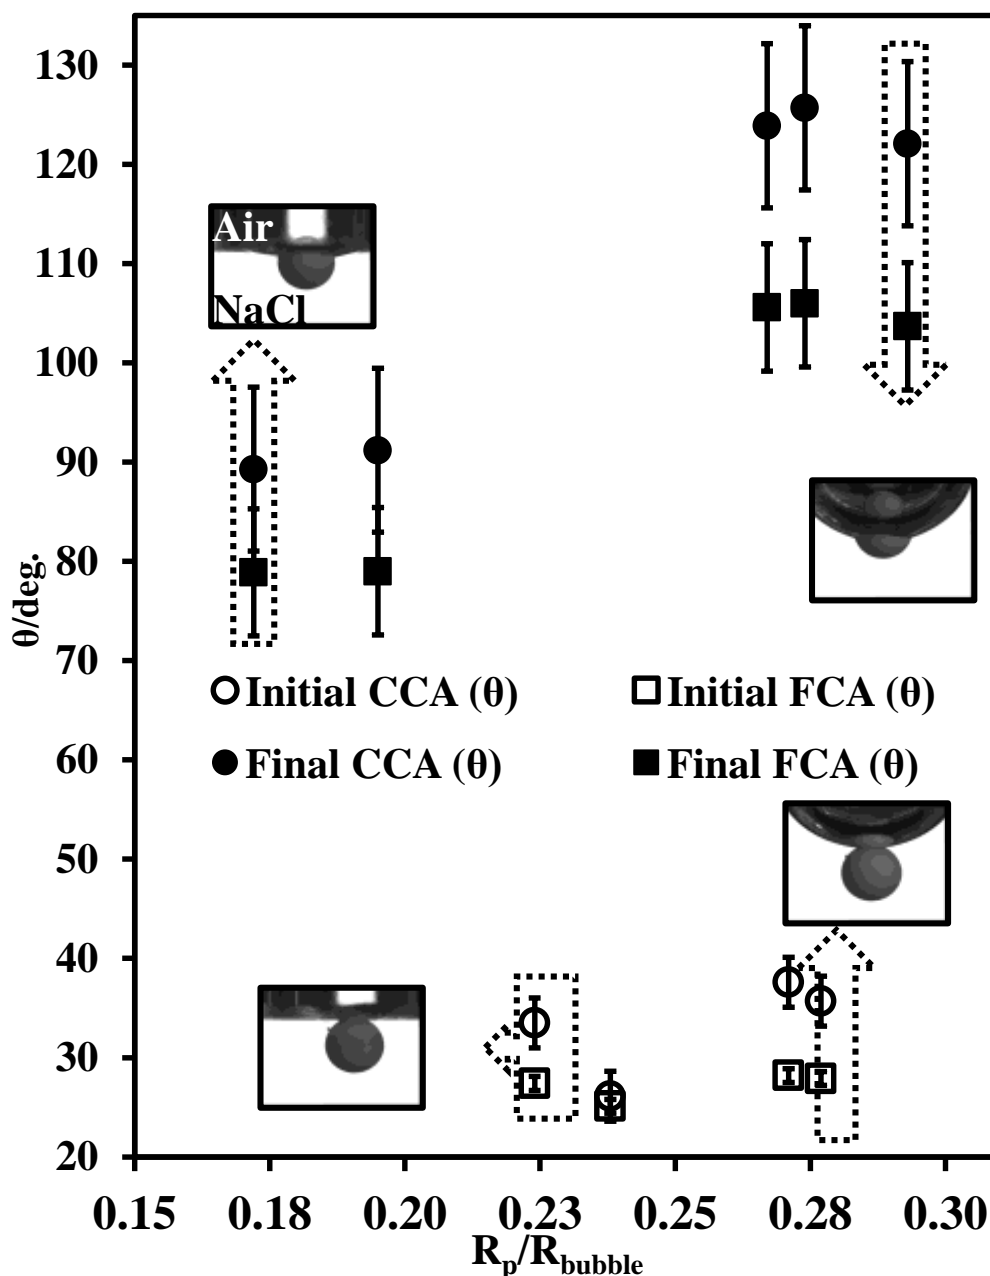 130
120
Air
110
NaCl
100
90
80
θ/deg.
70
Initial CCA (θ)
Initial FCA (θ)
60
Final CCA (θ)
Final FCA (θ)
50
40
30
20
0.15 0.18 0.20 0.23 0.25 0.28 0.30
Rₚ/R_bubble